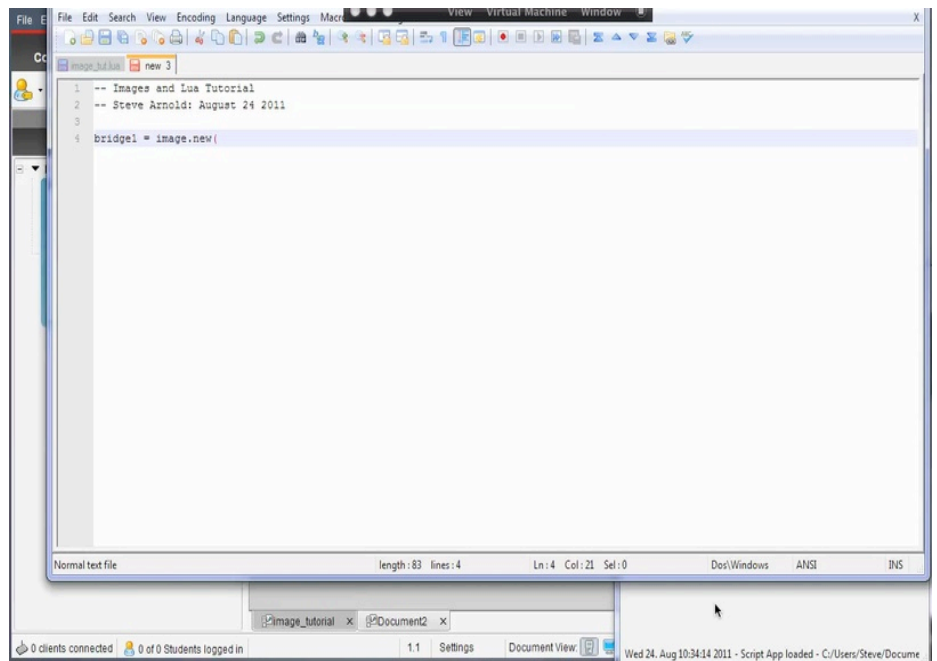 File E
File Edit Search View Encoding Language Settings Macro
View Virtual Machine Window
X
Co
image_tut.lua new 3
1 -- Images and Lua Tutorial
2 -- Steve Arnold: August 24 2011
3
4 bridge1 = image.new(
Normal text file length : 83 lines : 4 Ln : 4 Col : 21 Sel : 0 Dos\Windows ANSI INS
image_tutorial X Document2 X
0 clients connected 0 of 0 Students logged in 1.1 Settings Document View:
Wed 24. Aug 10:34:14 2011 - Script App loaded - C:/Users/Steve/Docume